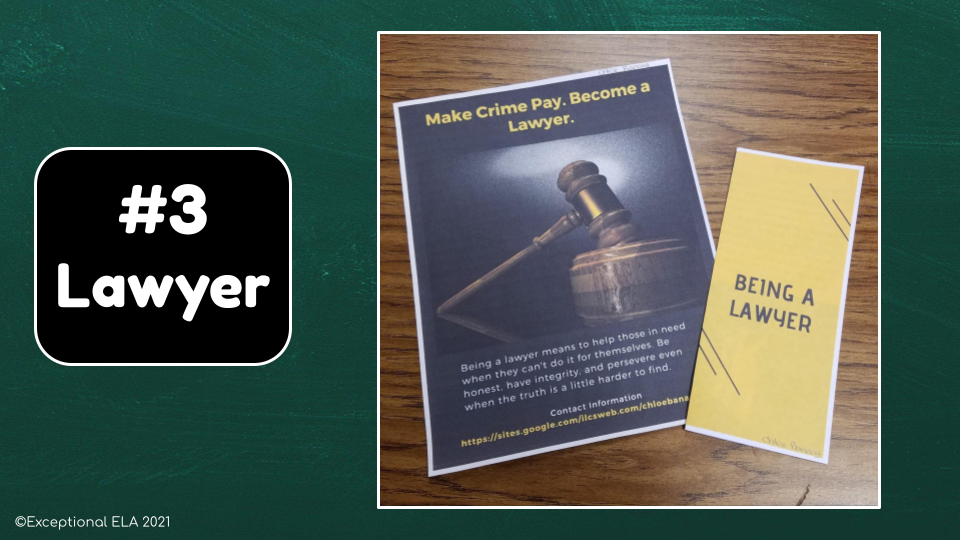 #3
Lawyer
Make Crime Pay. Become a
Lawyer.
Being a lawyer means to help those in need
when they can't do it for themselves. Be
honest, have integrity, and persevere even
when the truth is a little harder to find.
Contact Information
https://sites.google.com/ilcsweb.com/chloebana
BEING A
LAWYER
©Exceptional ELA 2021